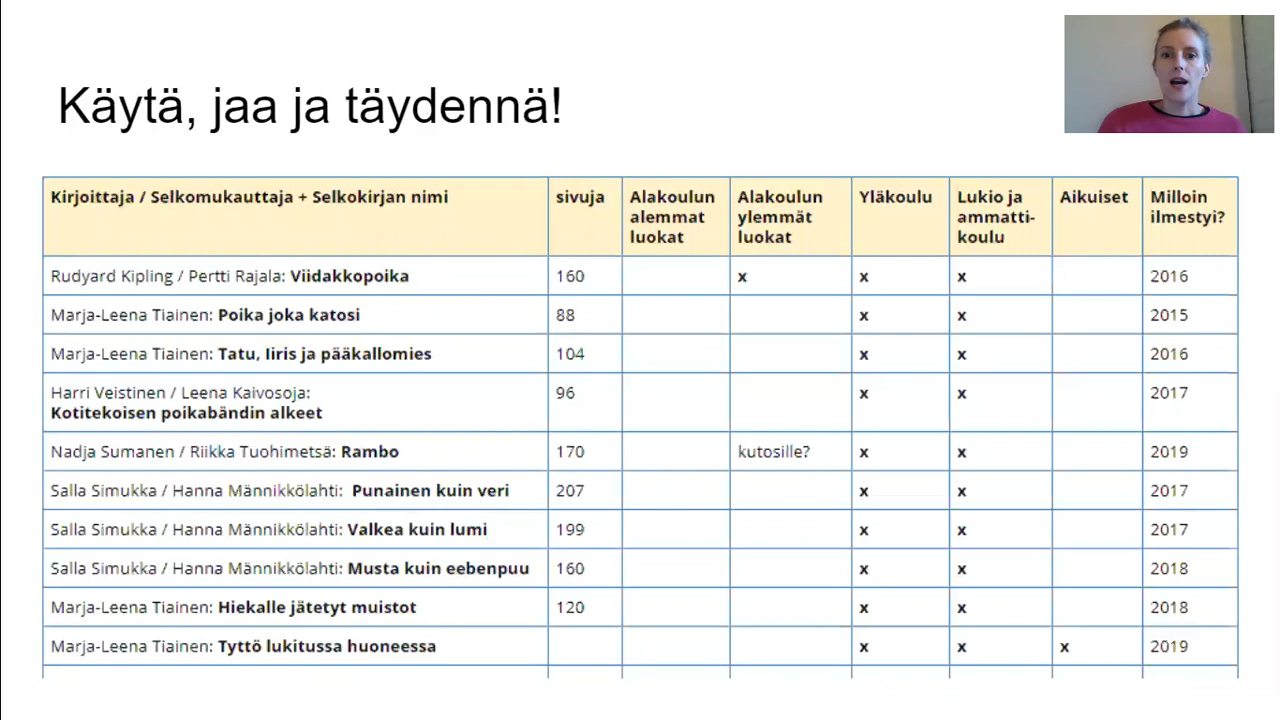 Käytä, jaa ja täydennä!
Kirjoittaja / Selkomukauttaja + Selkokirjan nimi sivuja Alakoulun alemmat luokat Alakoulun ylemmät luokat Yläkoulu Lukio ja ammatti-koulu Aikuiset Milloin ilmestyi?
Rudyard Kipling / Pertti Rajala: Viidakkopoika 160 x x x 2016
Marja-Leena Tiainen: Poika joka katosi 88 x x 2015
Marja-Leena Tiainen: Tatu, Iiris ja pääkallomies 104 x x 2016
Harri Veistinen / Leena Kaivosoja: 96 x x 2017
Kotitekoisen poikabändin alkeet
Nadja Sumanen / Riikka Tuohimetsä: Rambo 170 kutosille? x x 2019
Salla Simukka / Hanna Männikkölahti: Punainen kuin veri 207 x x 2017
Salla Simukka / Hanna Männikkölahti: Valkea kuin lumi 199 x x 2017
Salla Simukka / Hanna Männikkölahti: Musta kuin eebenpuu 160 x x 2018
Marja-Leena Tiainen: Hiekalle jätetyt muistot 120 x x 2018
Marja-Leena Tiainen: Tyttö lukitussa huoneessa x x x 2019